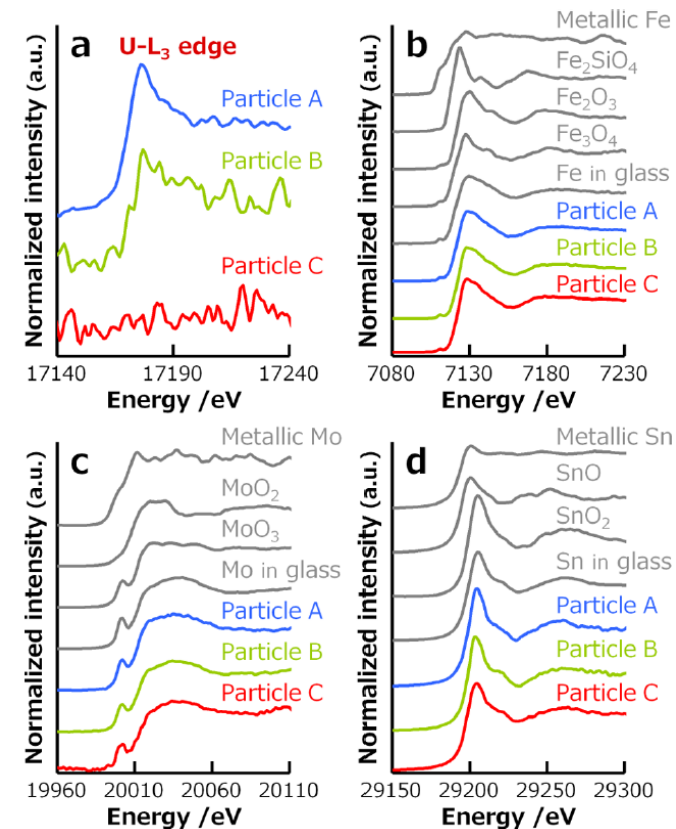 a
U-L₃ edge
Particle A
Particle B
Particle C
Normalized intensity (a.u.)
17140 17190 17240
Energy /eV
b
Metallic Fe
Fe₂SiO₄
Fe₂O₃
Fe₃O₄
Fe in glass
Particle A
Particle B
Particle C
Normalized intensity (a.u.)
7080 7130 7180 7230
Energy /eV
c
Metallic Mo
MoO₂
MoO₃
Mo in glass
Particle A
Particle B
Particle C
Normalized intensity (a.u.)
19960 20010 20060 20110
Energy /eV
d
Metallic Sn
SnO
SnO₂
Sn in glass
Particle A
Particle B
Particle C
Normalized intensity (a.u.)
29150 29200 29250 29300
Energy /eV